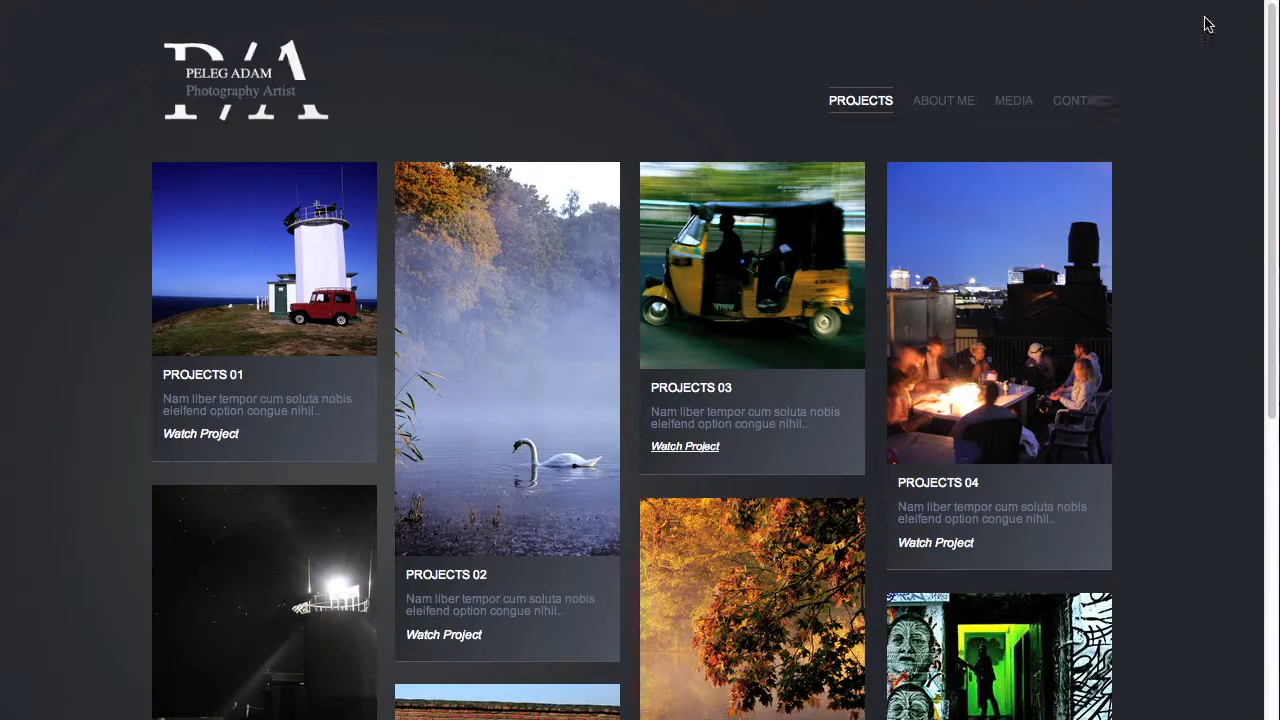 P/A
PELEG ADAM
Photography Artist
PROJECTS ABOUT ME MEDIA CONT
PROJECTS 01
Nam liber tempor cum soluta nobis
eleifend option congue nihil..
Watch Project
PROJECTS 02
Nam liber tempor cum soluta nobis
eleifend option congue nihil..
Watch Project
PROJECTS 03
Nam liber tempor cum soluta nobis
eleifend option congue nihil..
Watch Project
PROJECTS 04
Nam liber tempor cum soluta nobis
eleifend option congue nihil..
Watch Project